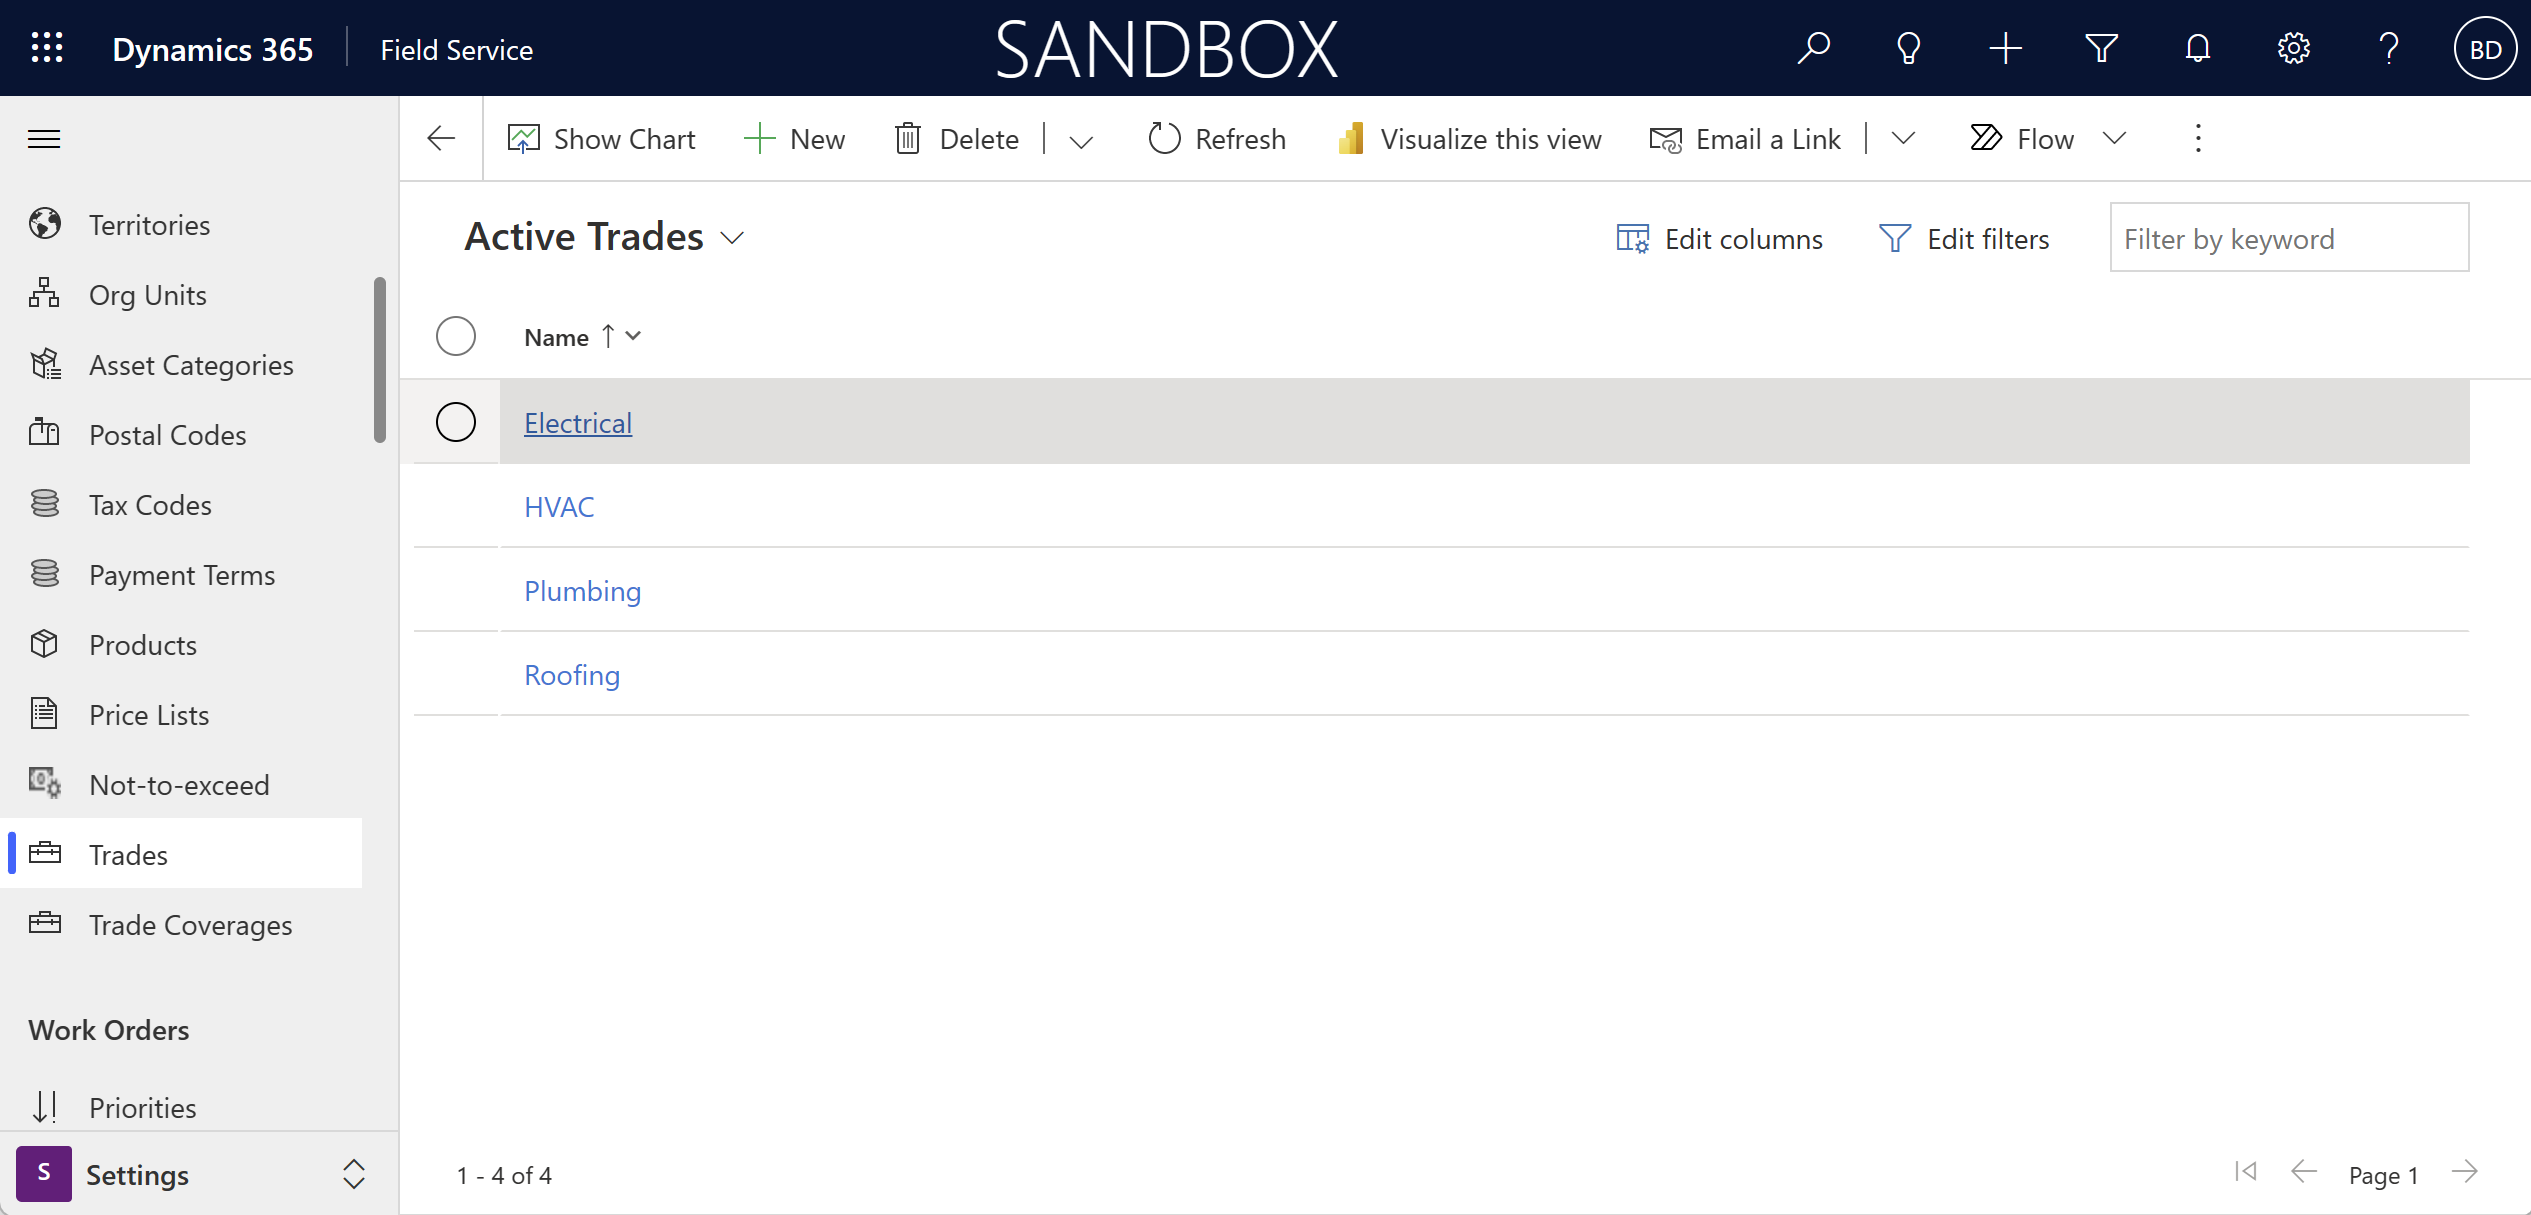 Dynamics 365
Field Service
SANDBOX
BD
Show Chart
New
Delete
Refresh
Visualize this view
Email a Link
Flow
Territories
Org Units
Asset Categories
Postal Codes
Tax Codes
Payment Terms
Products
Price Lists
Not-to-exceed
Trades
Trade Coverages
Work Orders
Priorities
S
Settings
Active Trades
Edit columns
Edit filters
Filter by keyword
Name
Electrical
HVAC
Plumbing
Roofing
1 - 4 of 4
Page 1